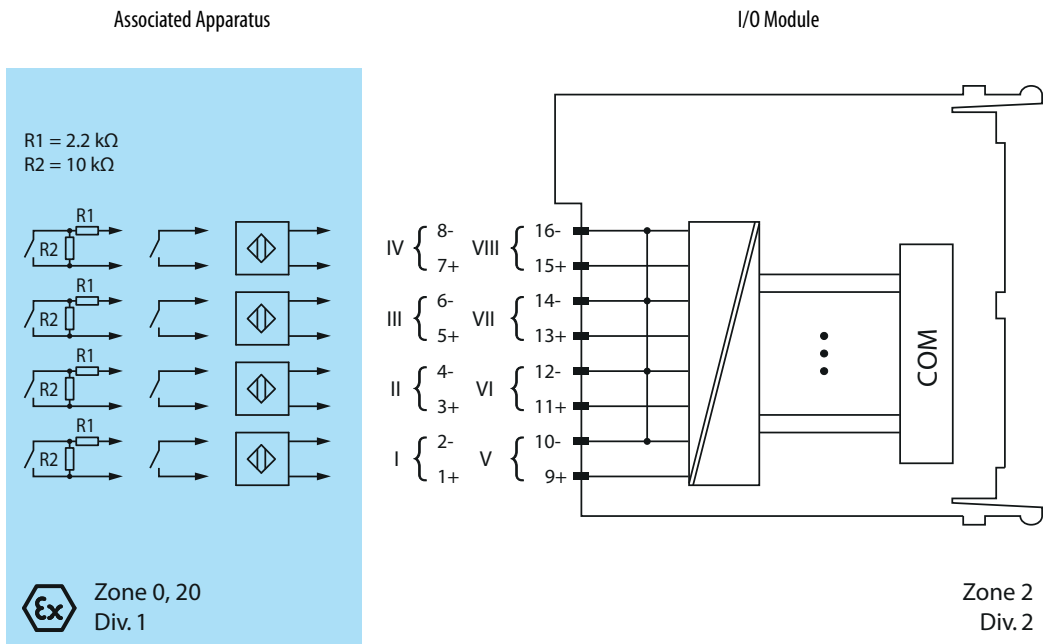 Associated Apparatus
I/O Module
R1 = 2.2 kΩ
R2 = 10 kΩ
R1
R2
IV { 8- VIII { 16-
7+ 15+
R1
R2
III { 6- VII { 14-
5+ 13+
R1
R2
II { 4- VI { 12-
3+ 11+
R1
R2
I { 2- V { 10-
1+ 9+
COM
Ex
Zone 0, 20
Div. 1
Zone 2
Div. 2